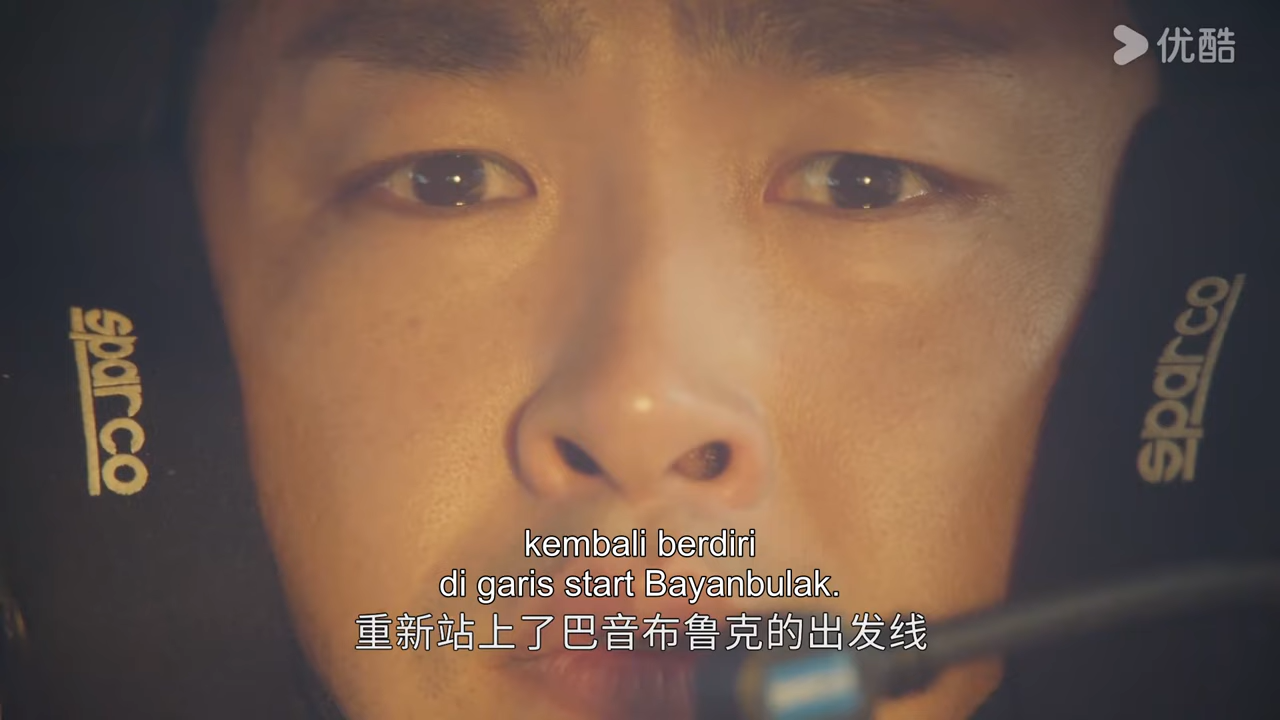 优酷
sparco
sparco
kembali berdiri
di garis start Bayanbulak.
重新站上了巴音布鲁克的出发线